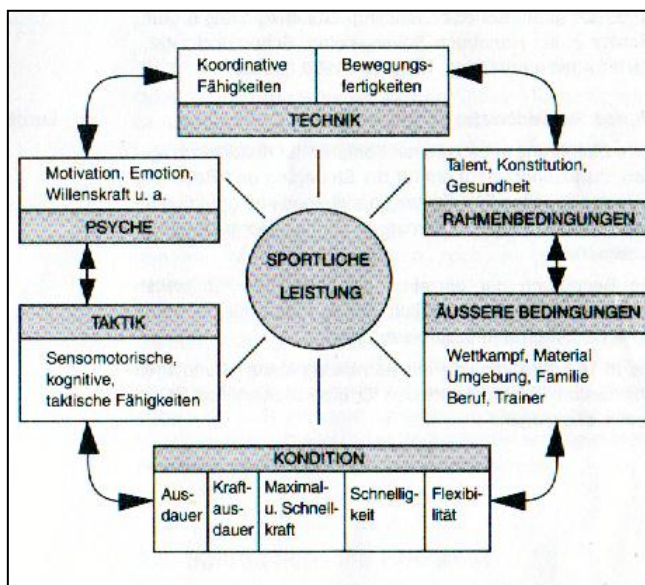 Koordinative
Fähigkeiten
Bewegungs-
fertigkeiten
TECHNIK
Motivation, Emotion,
Willenskraft u. a.
PSYCHE
Talent, Konstitution,
Gesundheit
RAHMENBEDINGUNGEN
SPORTLICHE
LEISTUNG
TAKTIK
Sensomotorische,
kognitive,
taktische Fähigkeiten
ÄUSSERE BEDINGUNGEN
Wettkampf, Material
Umgebung, Familie
Beruf, Trainer
KONDITION
Aus-
dauer
Kraft-
aus-
dauer
Maximal-
u. Schnell-
kraft
Schnellig-
keit
Flexibi-
lität